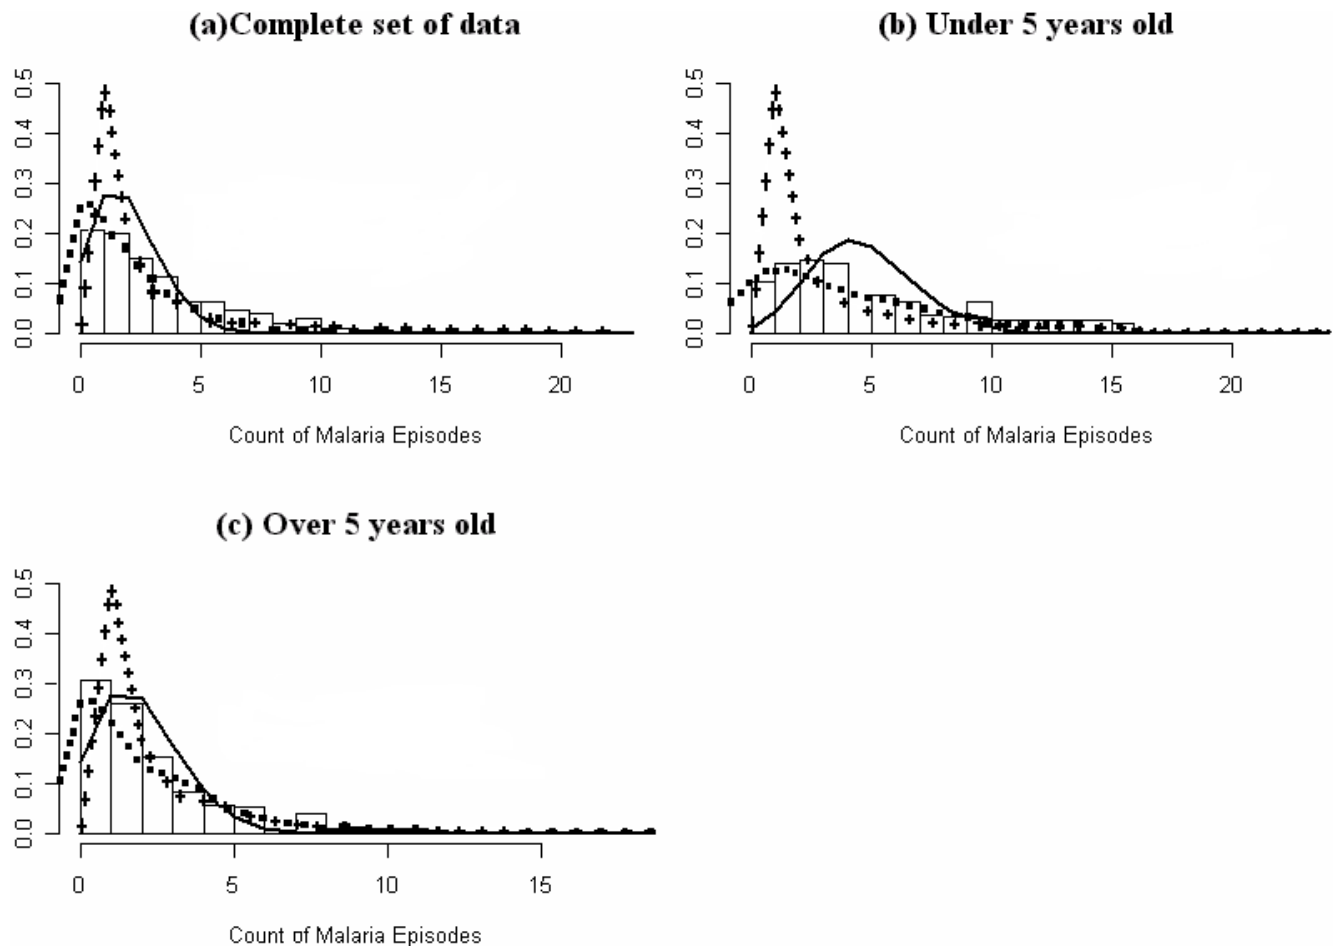 (a)Complete set of data
0.5
0.4
0.3
0.2
0.1
0.0
0 5 10 15 20
Count of Malaria Episodes
(b) Under 5 years old
0.5
0.4
0.3
0.2
0.1
0.0
0 5 10 15 20
Count of Malaria Episodes
(c) Over 5 years old
0.5
0.4
0.3
0.2
0.1
0.0
0 5 10 15
Count of Malaria Episodes